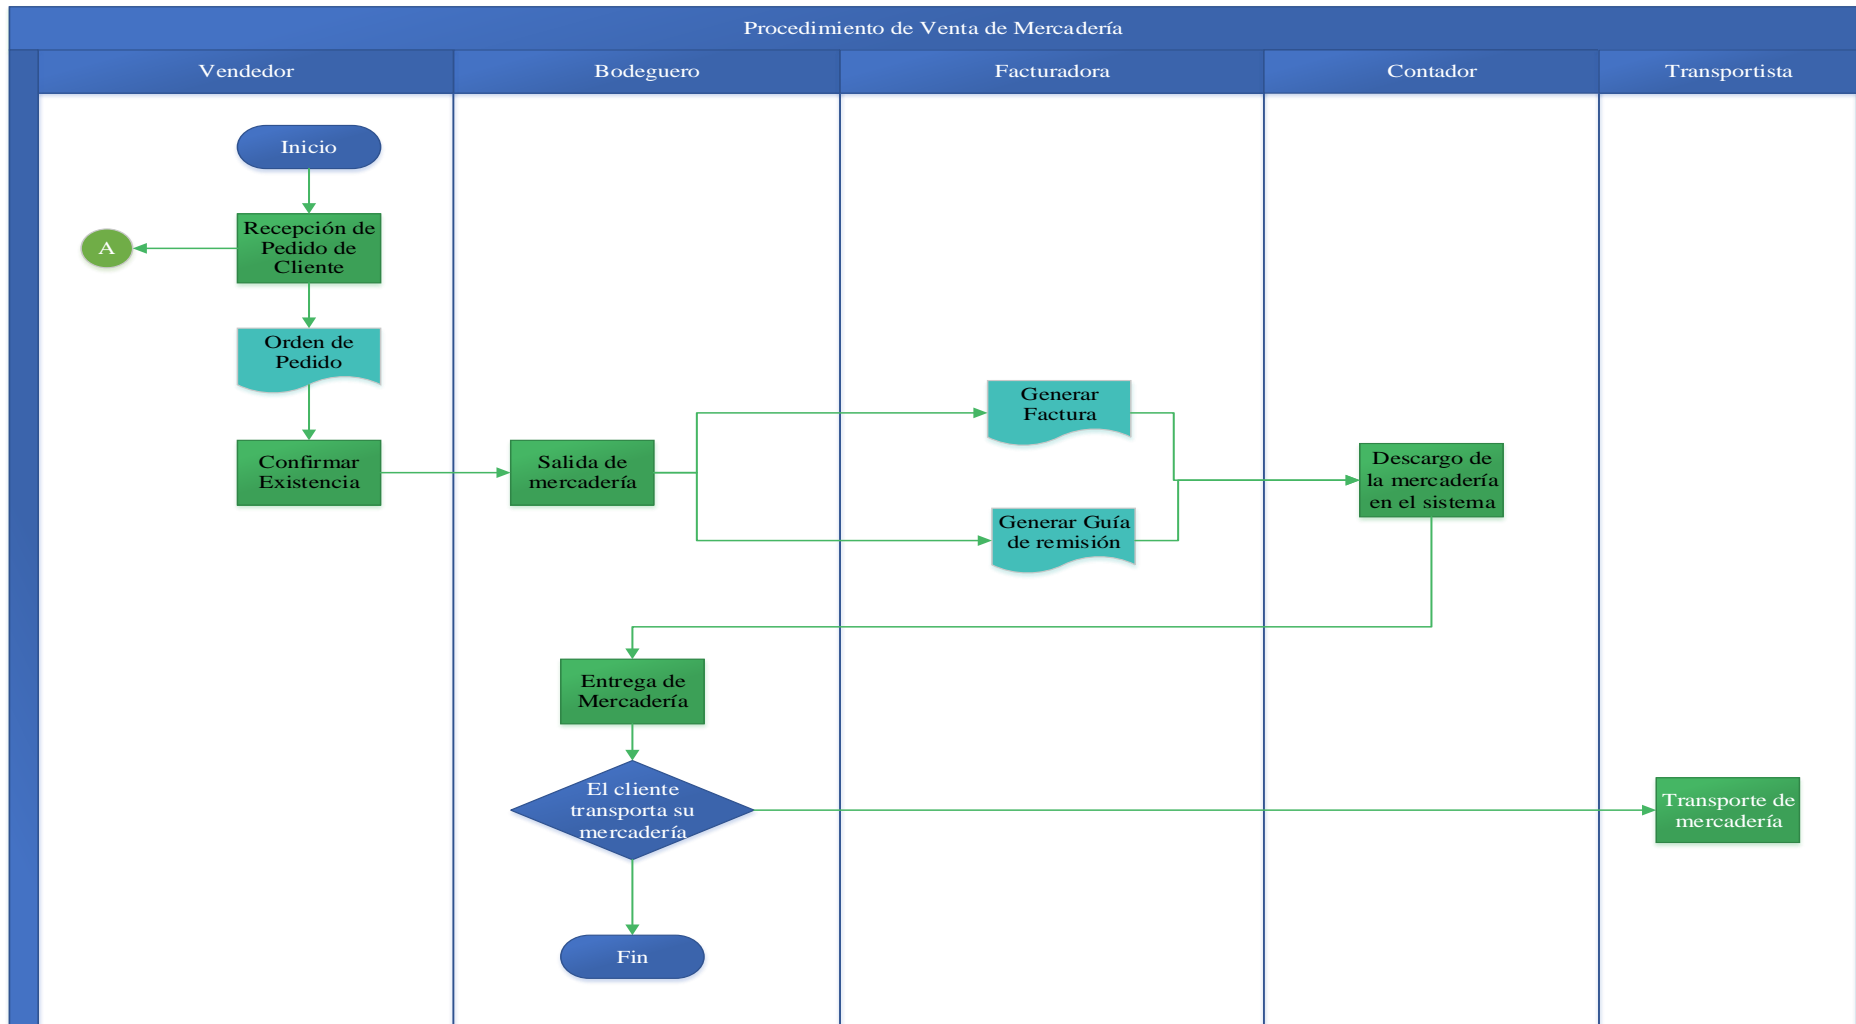 Procedimiento de Venta de Mercadería
Vendedor
Bodeguero
Facturadora
Contador
Transportista
Inicio
Recepción de
Pedido de
Cliente
A
Orden de
Pedido
Confirmar
Existencia
Salida de
mercadería
Generar
Factura
Generar Guía
de remisión
Descargo de
la mercadería
en el sistema
Entrega de
Mercadería
El cliente
transporta su
mercadería
Transporte de
mercadería
Fin